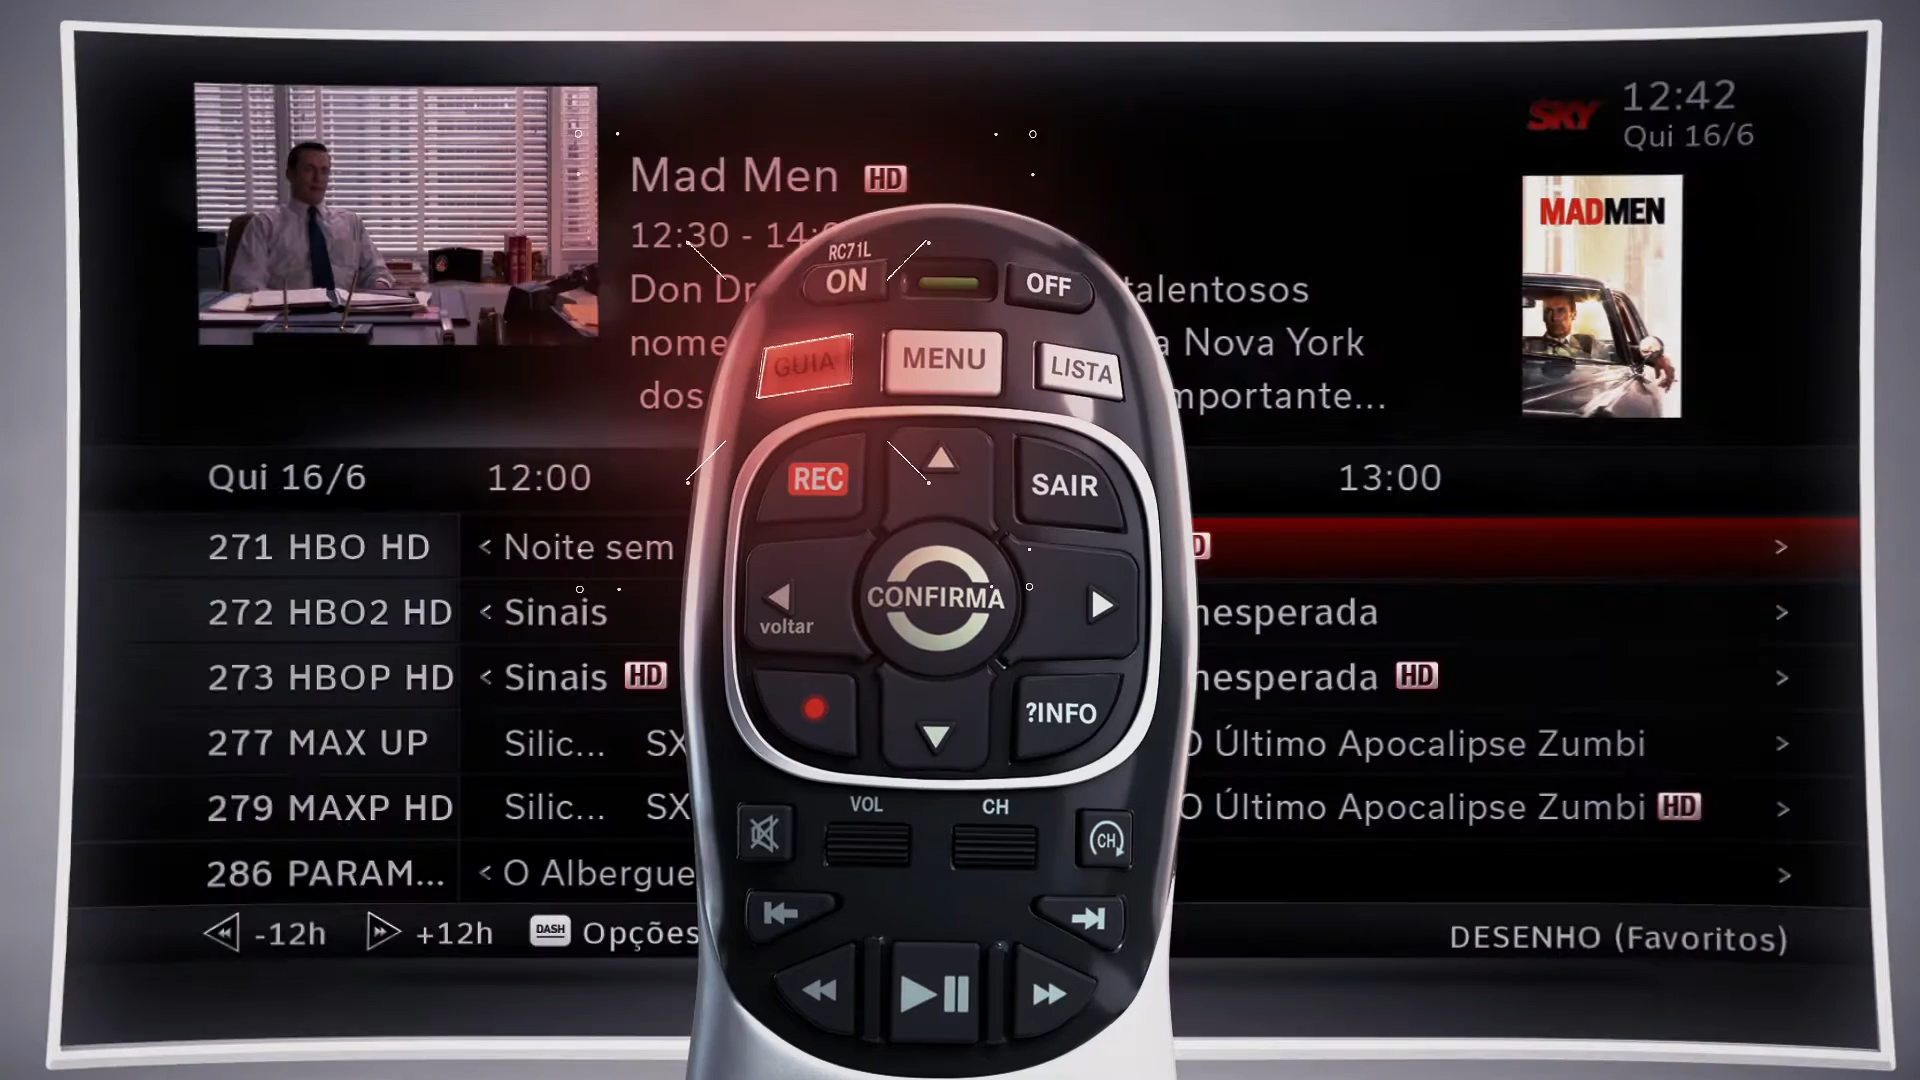 SKY 12:42
Qui 16/6
Mad Men HD
MADMEN
12:30 - 14:
Don Dr talentosos
nome a Nova York
dos mportante...
RC71L
ON OFF
GUIA MENU LISTA
Qui 16/6 12:00 13:00
REC SAIR
271 HBO HD < Noite sem >
272 HBO2 HD < Sinais nesperada >
CONFIRMA
voltar
273 HBOP HD < Sinais HD nesperada HD >
?INFO
277 MAX UP Silic... SX O Último Apocalipse Zumbi >
279 MAXP HD Silic... SX O Último Apocalipse Zumbi HD >
VOL CH
CH
286 PARAM... < O Albergue >
-12h +12h DASH Opções DESENHO (Favoritos)